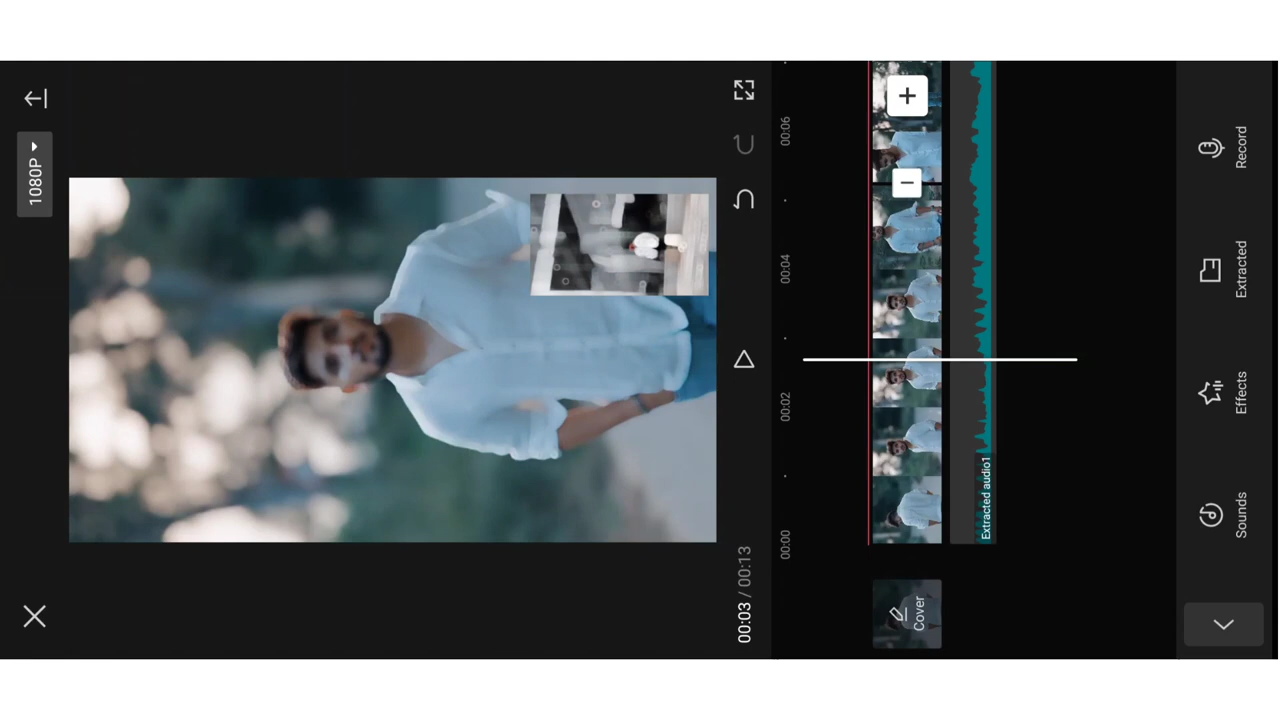 1080P
00:03 / 00:13
00:00
00:02
00:04
00:06
Cover
Extracted audio1
Sounds
Effects
Extracted
Record